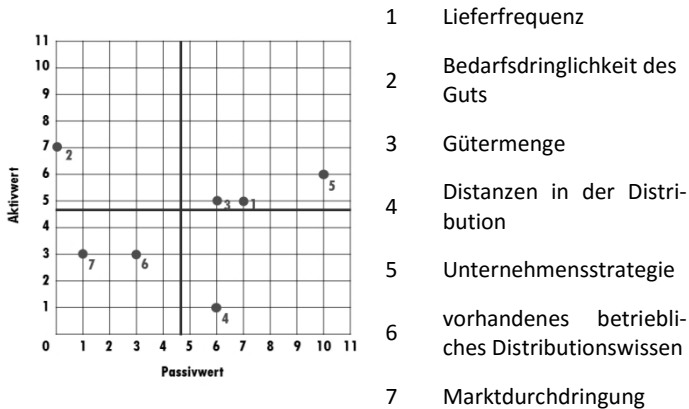 11
10
9
8
7
6
5
4
3
2
1
0 1 2 3 4 5 6 7 8 9 10 11
Aktivwert
Passivwert
2
5
3 1
7 6
4
1 Lieferfrequenz
2 Bedarfsdringlichkeit des
Guts
3 Gütermenge
4 Distanzen in der Distri-
bution
5 Unternehmensstrategie
6 vorhandenes betriebli-
ches Distributionswissen
7 Marktdurchdringung